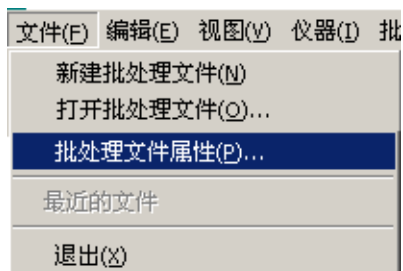 文件(F) 编辑(E) 视图(V) 仪器(I) 批
新建批处理文件(N)
打开批处理文件(O)...
批处理文件属性(P)...
最近的文件
退出(X)